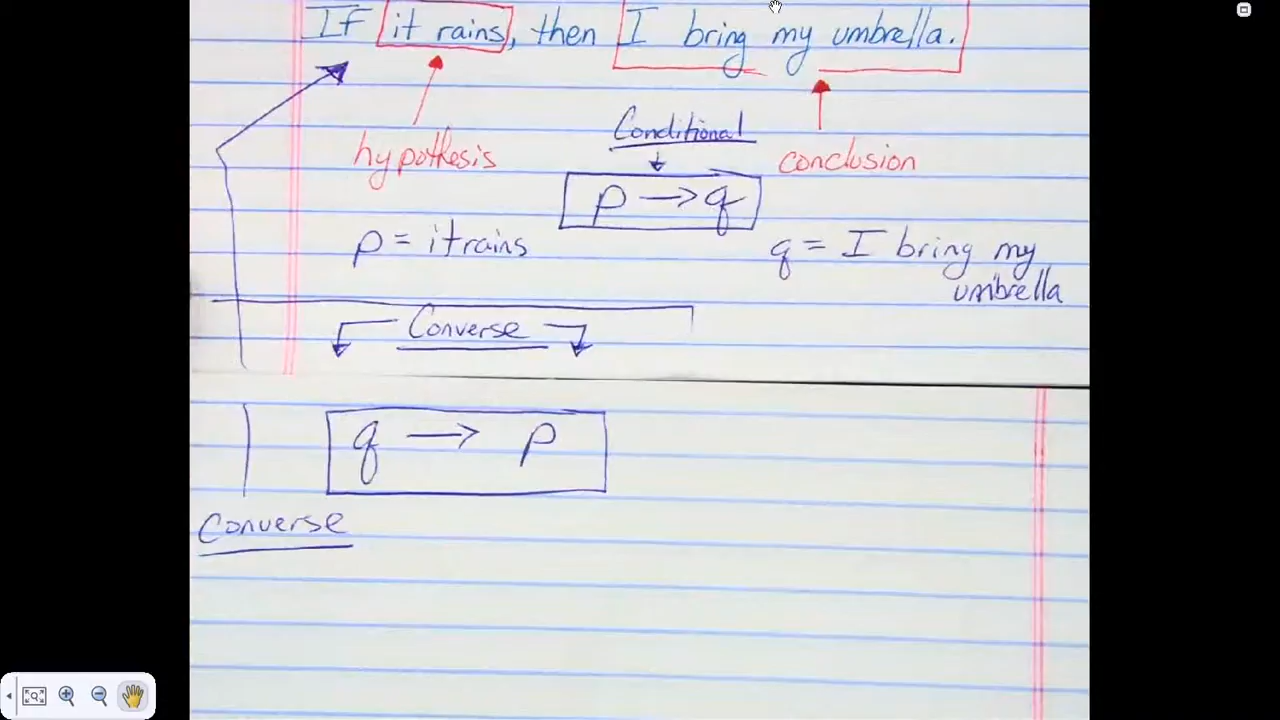 If it rains, then I bring my umbrella.
hypothesis
Conditional
conclusion
p → q
p = it rains
q = I bring my
umbrella
Converse
q → p
Converse